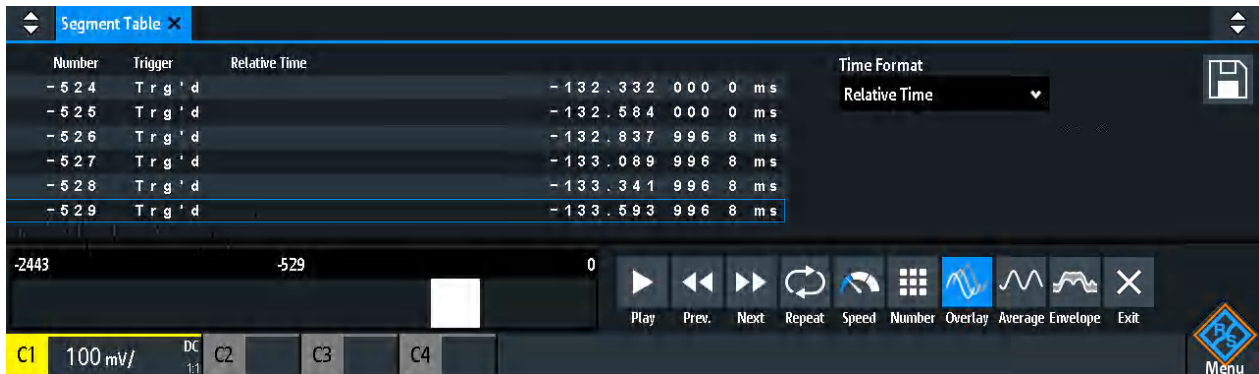 Segment Table
Number Trigger Relative Time
-524 Trg'd -132.332 000 0 ms
-525 Trg'd -132.584 000 0 ms
-526 Trg'd -132.837 996 8 ms
-527 Trg'd -133.089 996 8 ms
-528 Trg'd -133.341 996 8 ms
-529 Trg'd -133.593 996 8 ms
Time Format
Relative Time
-2443 -529 0
Play Prev. Next Repeat Speed Number Overlay Average Envelope Exit
C1 100 mV/ DC 1:1 C2 C3 C4
R&S
Menu